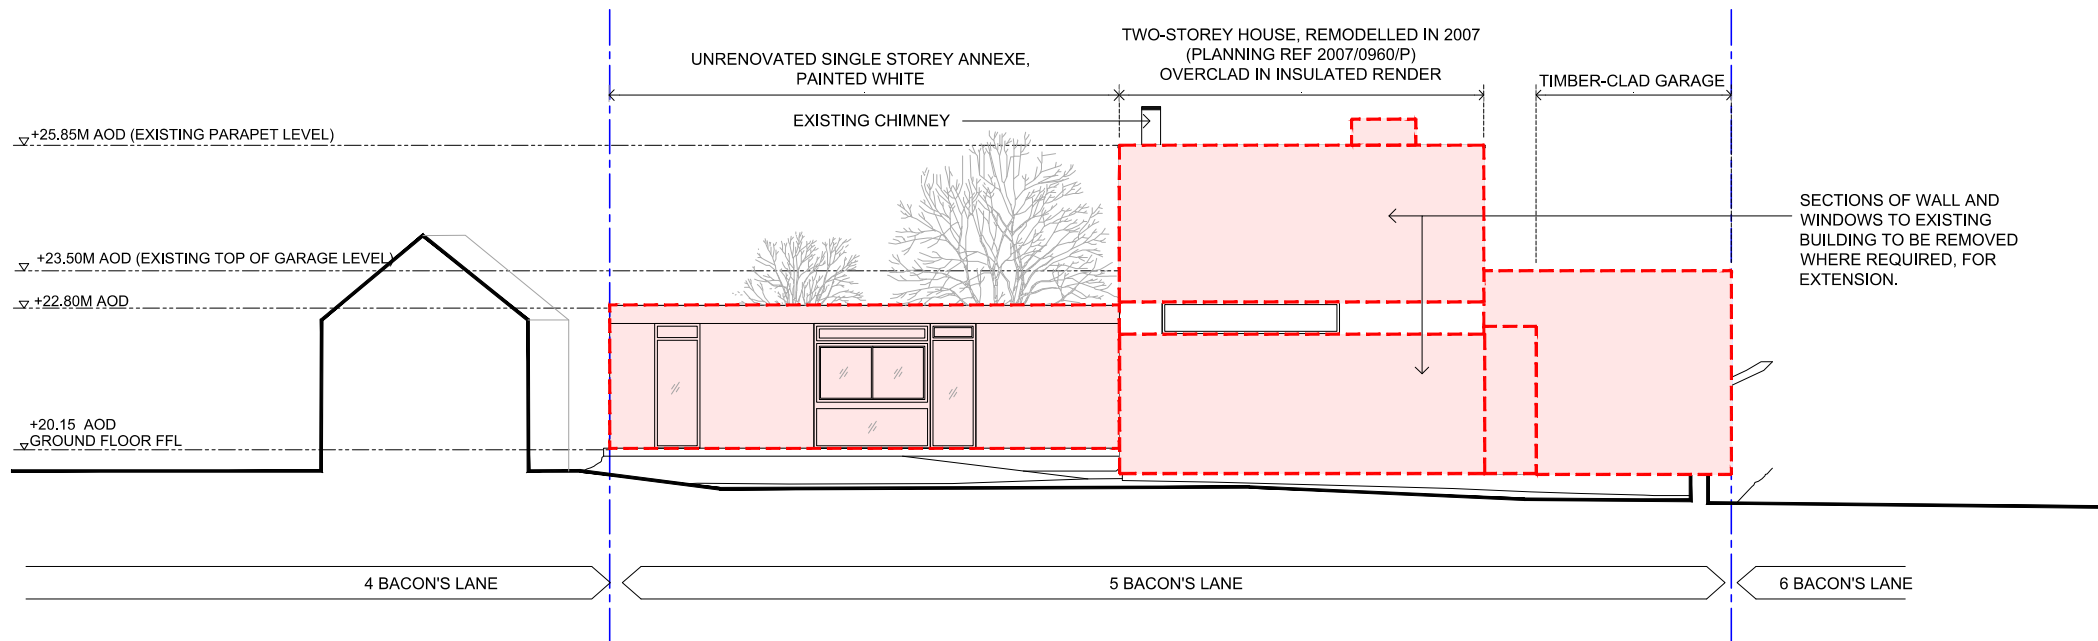 UNRENOVATED SINGLE STOREY ANNEXE,
PAINTED WHITE
TWO-STOREY HOUSE, REMODELLED IN 2007
(PLANNING REF 2007/0960/P)
OVERCLAD IN INSULATED RENDER
TIMBER-CLAD GARAGE
EXISTING CHIMNEY
+25.85M AOD (EXISTING PARAPET LEVEL)
SECTIONS OF WALL AND
WINDOWS TO EXISTING
BUILDING TO BE REMOVED
WHERE REQUIRED, FOR
EXTENSION.
+23.50M AOD (EXISTING TOP OF GARAGE LEVEL)
+22.80M AOD
+20.15 AOD
GROUND FLOOR FFL
4 BACON'S LANE
5 BACON'S LANE
6 BACON'S LANE